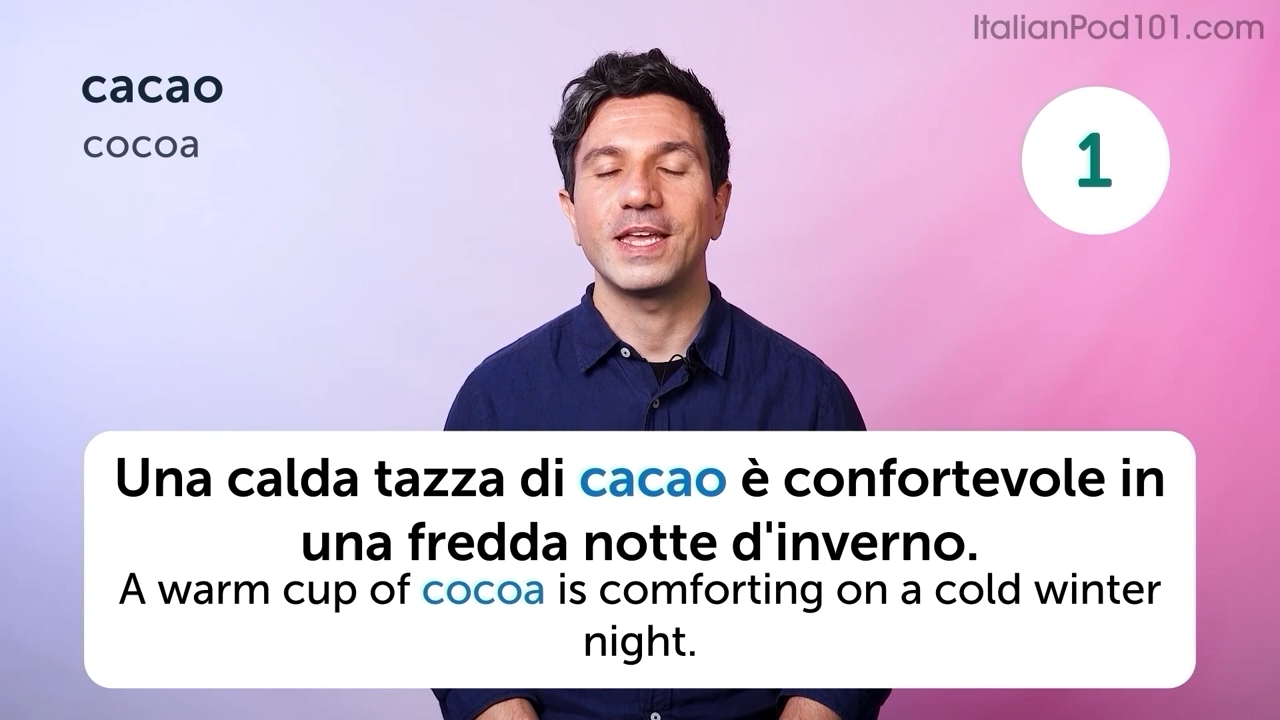 ItalianPod101.com
cacao
cocoa
1
Una calda tazza di cacao è confortevole in
una fredda notte d'inverno.
A warm cup of cocoa is comforting on a cold winter
night.